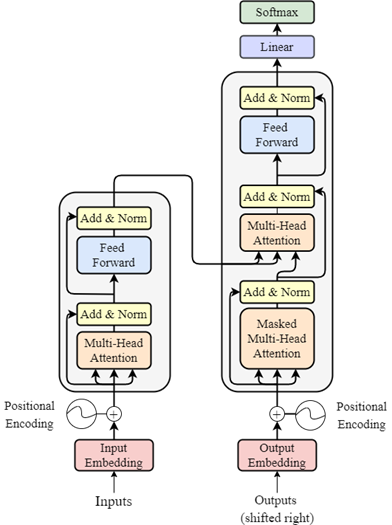 Softmax
Linear
Add & Norm
Feed
Forward
Add & Norm
Multi-Head
Attention
Add & Norm
Masked
Multi-Head
Attention
Add & Norm
Feed
Forward
Add & Norm
Multi-Head
Attention
Positional
Encoding
Positional
Encoding
Input
Embedding
Output
Embedding
Inputs
Outputs
(shifted right)